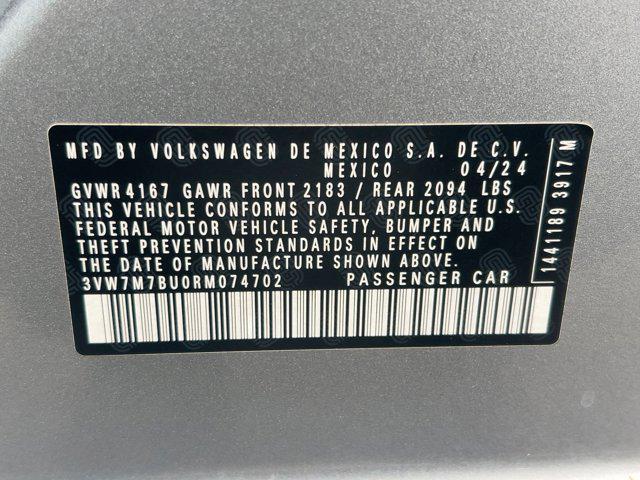 MFD BY VOLKSWAGEN DE MEXICO S.A. DE C.V.
MEXICO 04/24
GVWR 4167 GAWR FRONT 2183 / REAR 2094 LBS
THIS VEHICLE CONFORMS TO ALL APPLICABLE U.S.
FEDERAL MOTOR VEHICLE SAFETY, BUMPER AND
THEFT PREVENTION STANDARDS IN EFFECT ON
THE DATE OF MANUFACTURE SHOWN ABOVE.
3VW7M7BU0RM074702 PASSENGER CAR
1441189 3917 M